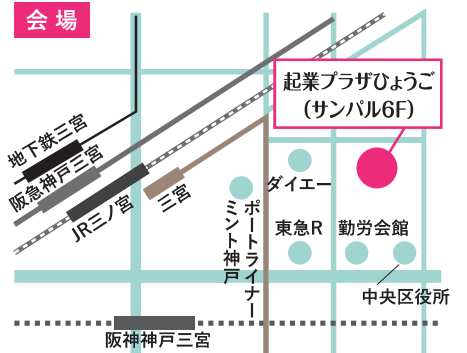 会場
起業プラザひょうご
(サンパル6F)
地下鉄三宮
阪急神戸三宮
JR三ノ宮
三宮
ミント神戸
ポートライナー
ダイエー
東急R
勤労会館
中央区役所
阪神神戸三宮